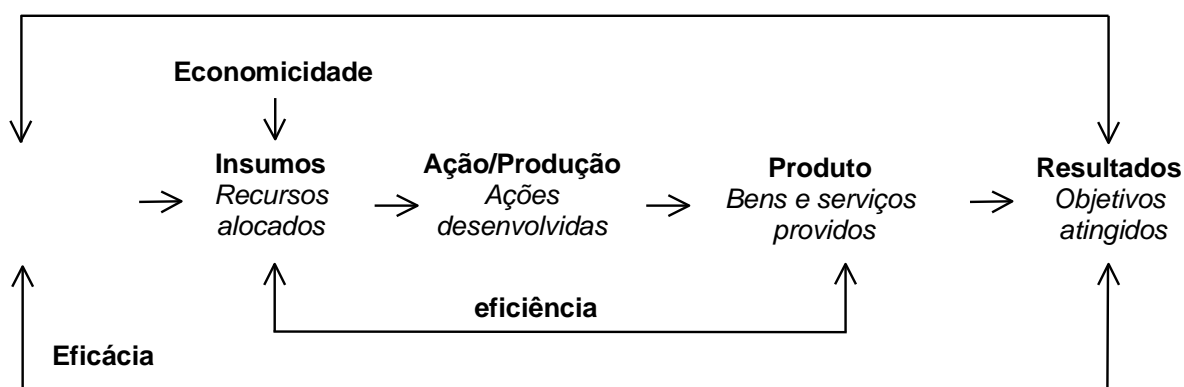 Economicidade
Insumos
Recursos
alocados
Ação/Produção
Ações
desenvolvidas
Produto
Bens e serviços
providos
Resultados
Objetivos
atingidos
eficiência
Eficácia